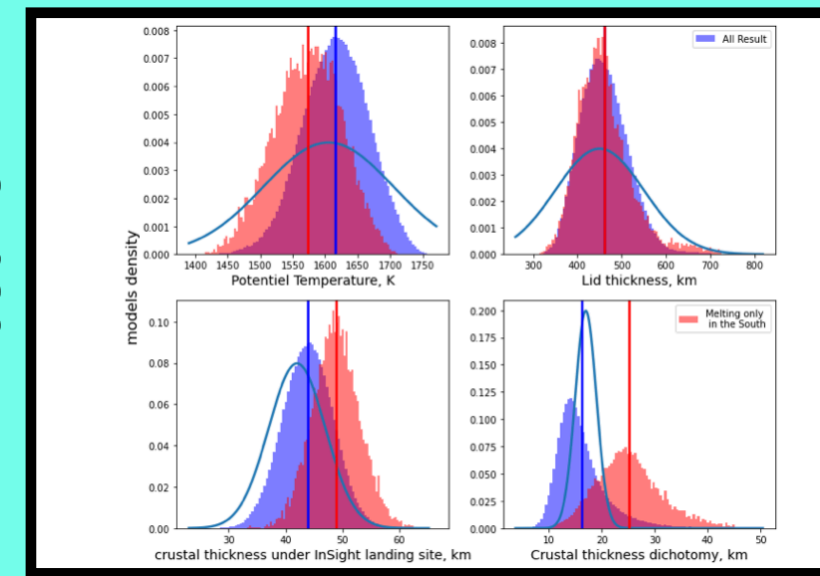 models density
0.008
0.007
0.006
0.005
0.004
0.003
0.002
0.001
0.000
1400 1450 1500 1550 1600 1650 1700 1750
Potentiel Temperature, K
0.008
0.007
0.006
0.005
0.004
0.003
0.002
0.001
0.000
300 400 500 600 700 800
Lid thickness, km
All Result
0.10
0.08
0.06
0.04
0.02
0.00
30 40 50 60
crustal thickness under InSight landing site, km
0.200
0.175
0.150
0.125
0.100
0.075
0.050
0.025
0.000
10 20 30 40 50
Crustal thickness dichotomy, km
Melting only
in the South